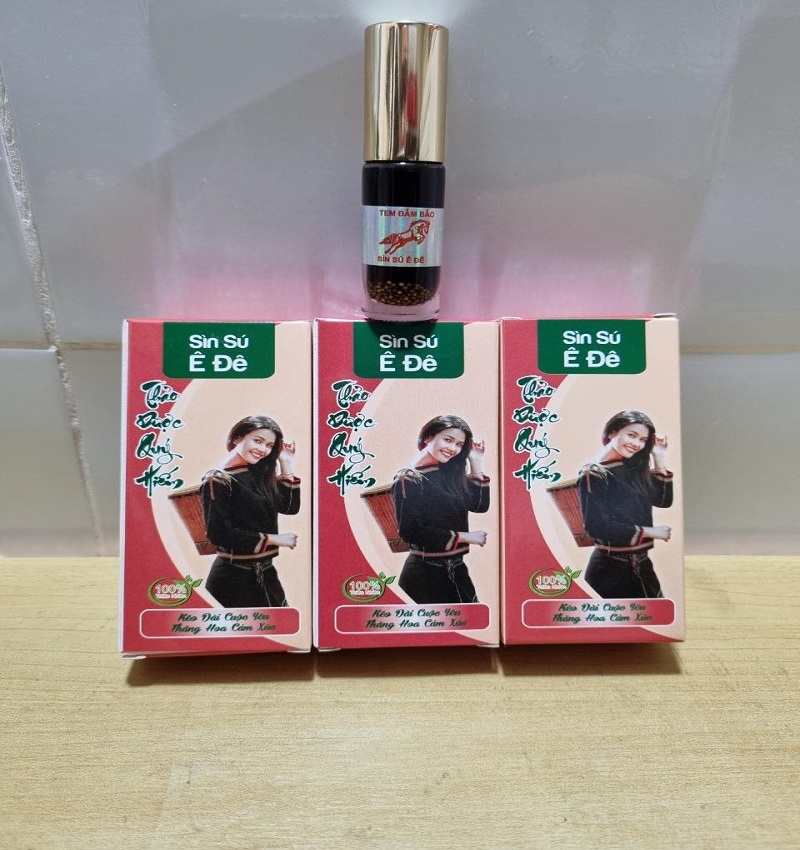 TEM ĐẢM BẢO
SÌN SÚ Ê ĐÊ
Sìn Sú
Ê Đê
Thảo
Dược
Quý
Hiếm
100%
Kéo Dài Cuộc Yêu
Thăng Hoa Cảm Xúc
Sìn Sú
Ê Đê
Thảo
Dược
Quý
Hiếm
100%
Kéo Dài Cuộc Yêu
Thăng Hoa Cảm Xúc
Sìn Sú
Ê Đê
Thảo
Dược
Quý
Hiếm
100%
Kéo Dài Cuộc Yêu
Thăng Hoa Cảm Xúc